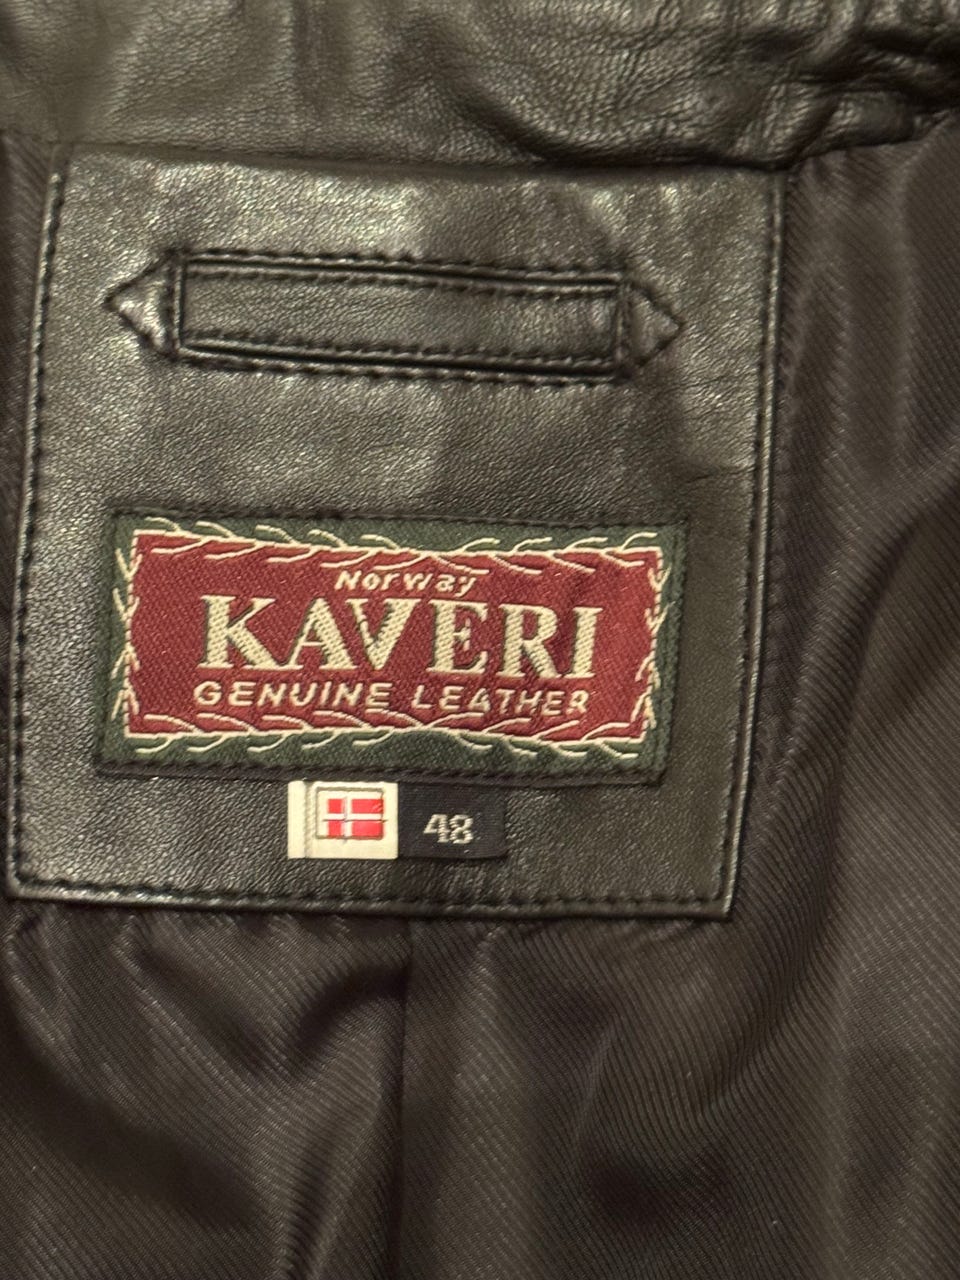 Norway
KAVERI
GENUINE LEATHER
48